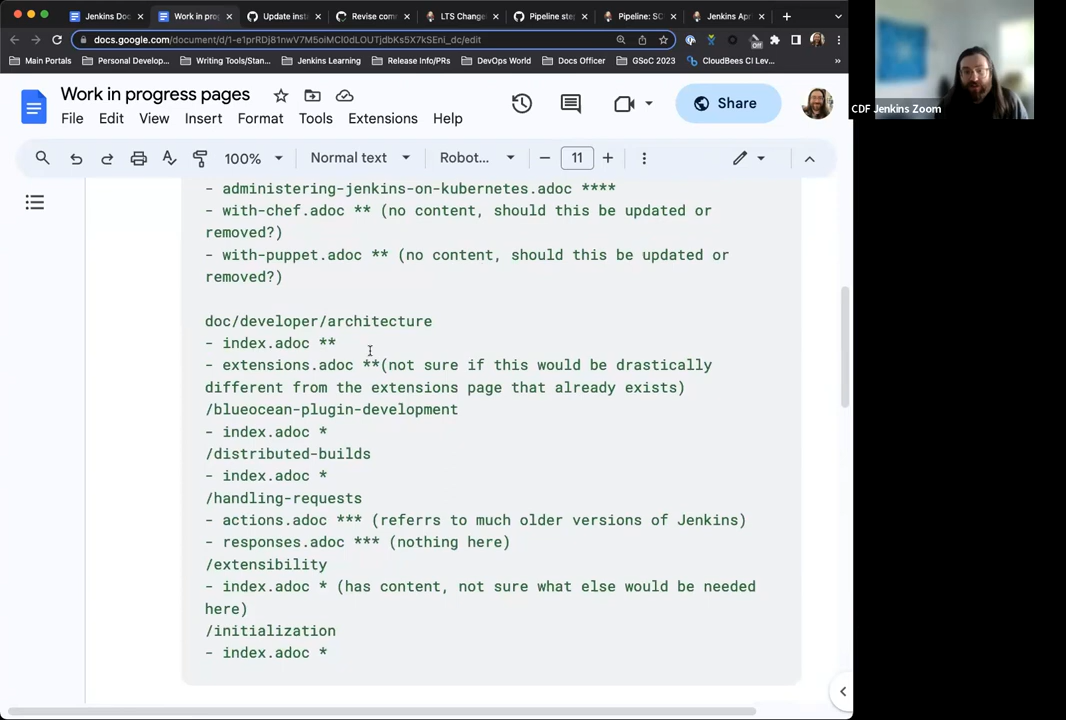 Jenkins Doc
Work in prog
Update inst
Revise com
LTS Change
Pipeline ste
Pipeline: SC
Jenkins Apr
docs.google.com/document/d/1-e1prRDj81nwV7M5oiMCI0dLOUTjdbKs5X7kSEni_dc/edit
Off
Main Portals
Personal Develop...
Writing Tools/Stan...
Jenkins Learning
Release Info/PRs
DevOps World
Docs Officer
GSoC 2023
CloudBees CI Lev...
»
Work in progress pages
Share
File Edit View Insert Format Tools Extensions Help
100% Normal text Robot... 11
CDF Jenkins Zoom
- administering-jenkins-on-kubernetes.adoc ****
- with-chef.adoc ** (no content, should this be updated or
removed?)
- with-puppet.adoc ** (no content, should this be updated or
removed?)
doc/developer/architecture
- index.adoc **
- extensions.adoc **(not sure if this would be drastically
different from the extensions page that already exists)
/blueocean-plugin-development
- index.adoc *
/distributed-builds
- index.adoc *
/handling-requests
- actions.adoc *** (referrs to much older versions of Jenkins)
- responses.adoc *** (nothing here)
/extensibility
- index.adoc * (has content, not sure what else would be needed
here)
/initialization
- index.adoc *